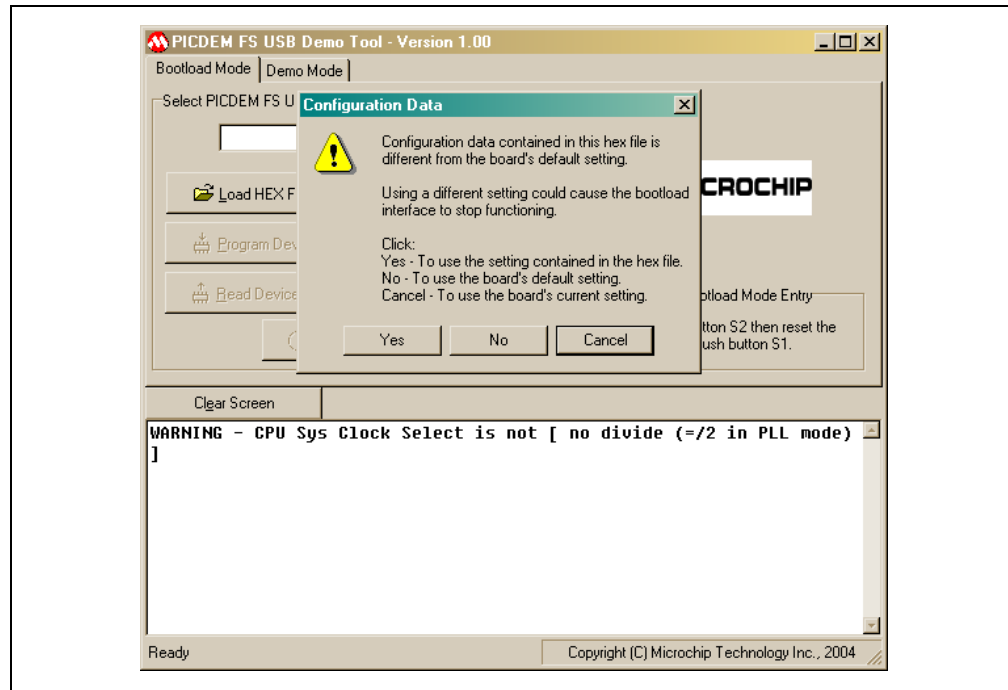 PICDEM FS USB Demo Tool - Version 1.00
Bootload Mode
Demo Mode
Select PICDEM FS U
Configuration Data
Configuration data contained in this hex file is
different from the board's default setting.
Using a different setting could cause the bootload
interface to stop functioning.
Click:
Yes - To use the setting contained in the hex file.
No - To use the board's default setting.
Cancel - To use the board's current setting.
Yes
No
Cancel
Load HEX F
Program Dev
Read Device
CROCHIP
otload Mode Entry
tton S2 then reset the
ush button S1.
Clear Screen
WARNING - CPU Sys Clock Select is not [ no divide (=/2 in PLL mode)
]
Ready
Copyright (C) Microchip Technology Inc., 2004